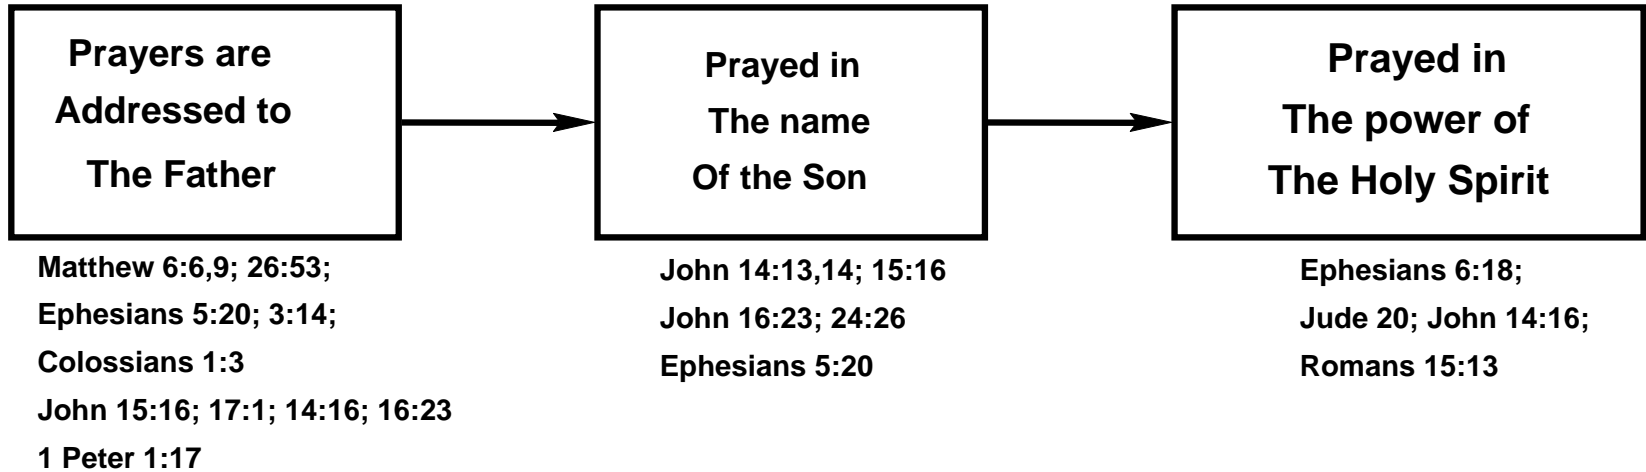 Prayers are
Addressed to
The Father
Matthew 6:6,9; 26:53;
Ephesians 5:20; 3:14;
Colossians 1:3
John 15:16; 17:1; 14:16; 16:23
1 Peter 1:17
Prayed in
The name
Of the Son
John 14:13,14; 15:16
John 16:23; 24:26
Ephesians 5:20
Prayed in
The power of
The Holy Spirit
Ephesians 6:18;
Jude 20; John 14:16;
Romans 15:13